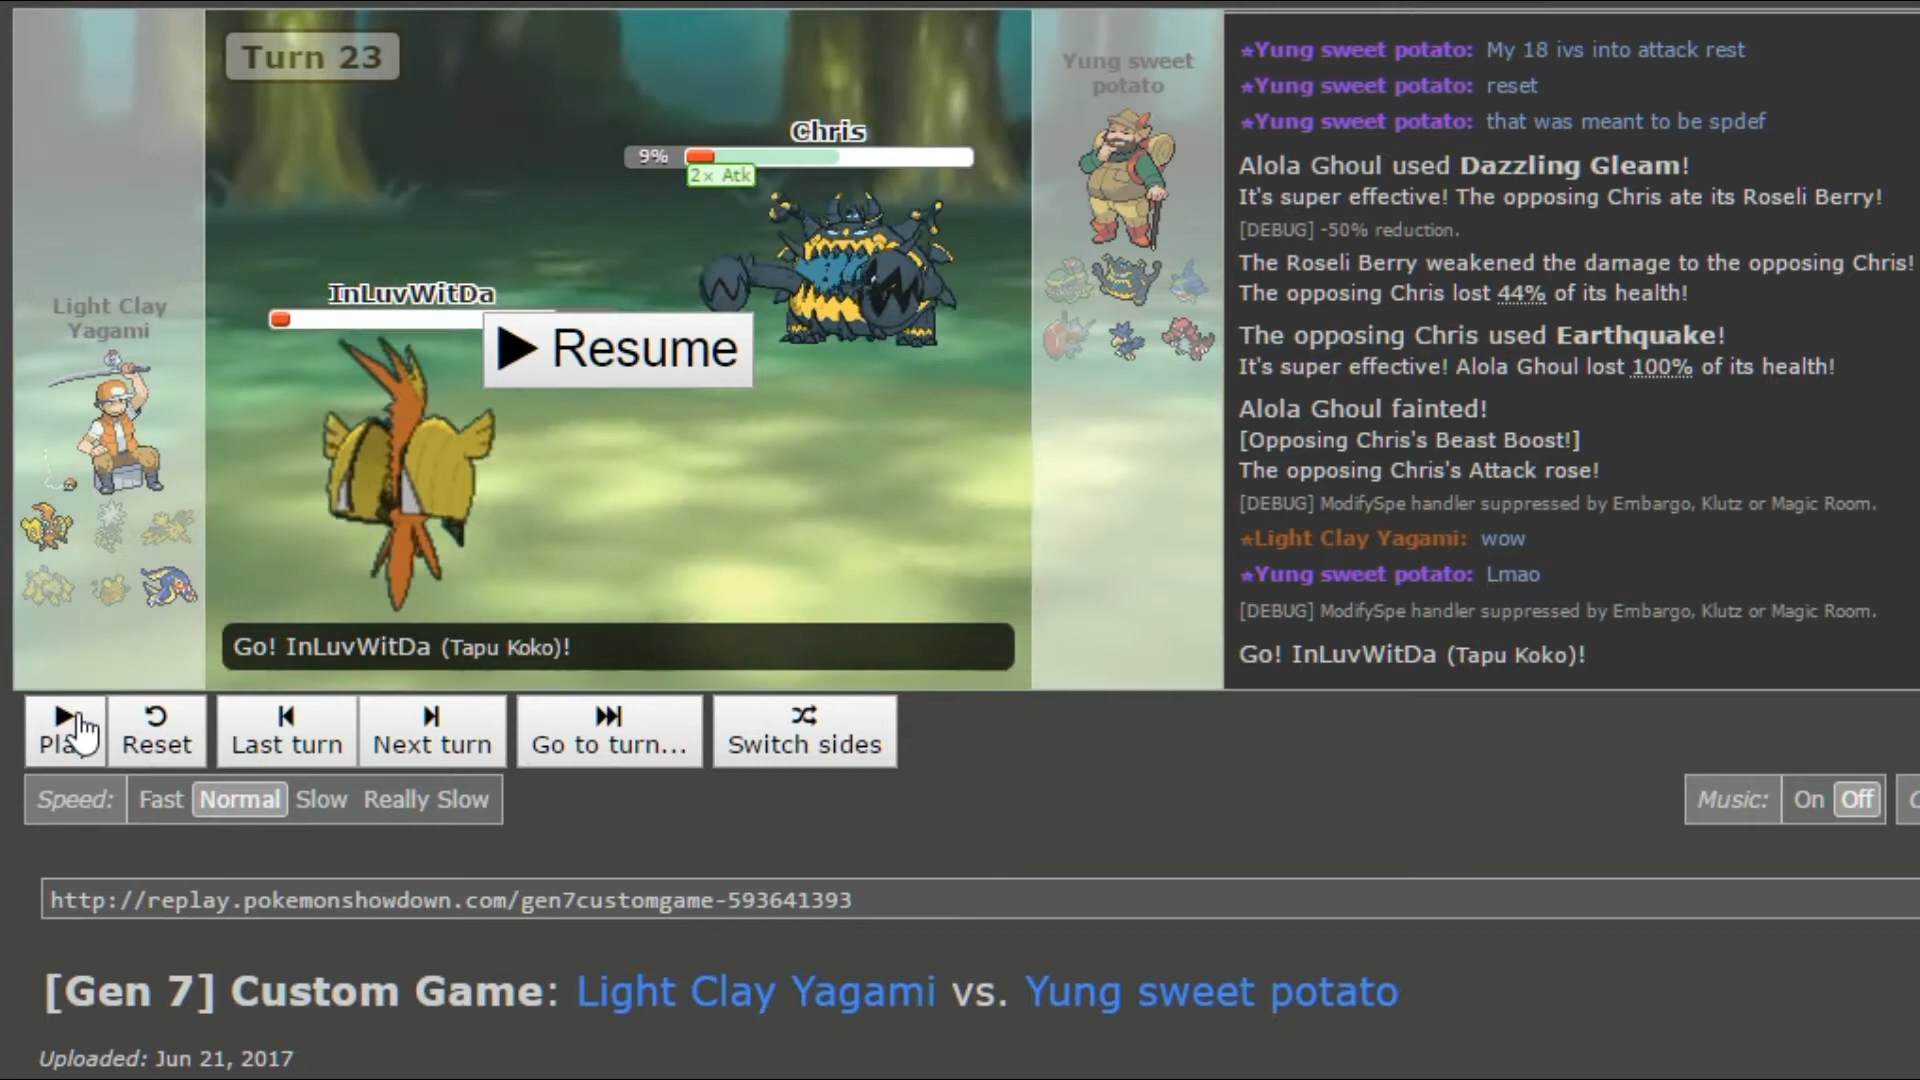 Turn 23
Light Clay
Yagami
InLuvWitDa
Chris
9%
2× Atk
Resume
Go! InLuvWitDa (Tapu Koko)!
Yung sweet
potato
☆Yung sweet potato: My 18 ivs into attack rest
☆Yung sweet potato: reset
☆Yung sweet potato: that was meant to be spdef
Alola Ghoul used Dazzling Gleam!
It's super effective! The opposing Chris ate its Roseli Berry!
[DEBUG] -50% reduction.
The Roseli Berry weakened the damage to the opposing Chris!
The opposing Chris lost 44% of its health!
The opposing Chris used Earthquake!
It's super effective! Alola Ghoul lost 100% of its health!
Alola Ghoul fainted!
[Opposing Chris's Beast Boost!]
The opposing Chris's Attack rose!
[DEBUG] ModifySpe handler suppressed by Embargo, Klutz or Magic Room.
☆Light Clay Yagami: wow
☆Yung sweet potato: Lmao
[DEBUG] ModifySpe handler suppressed by Embargo, Klutz or Magic Room.
Go! InLuvWitDa (Tapu Koko)!
Reset
Last turn
Next turn
Go to turn...
Switch sides
Speed: Fast Normal Slow Really Slow
Music: On Off
http://replay.pokemonshowdown.com/gen7customgame-593641393
[Gen 7] Custom Game: Light Clay Yagami vs. Yung sweet potato
Uploaded: Jun 21, 2017